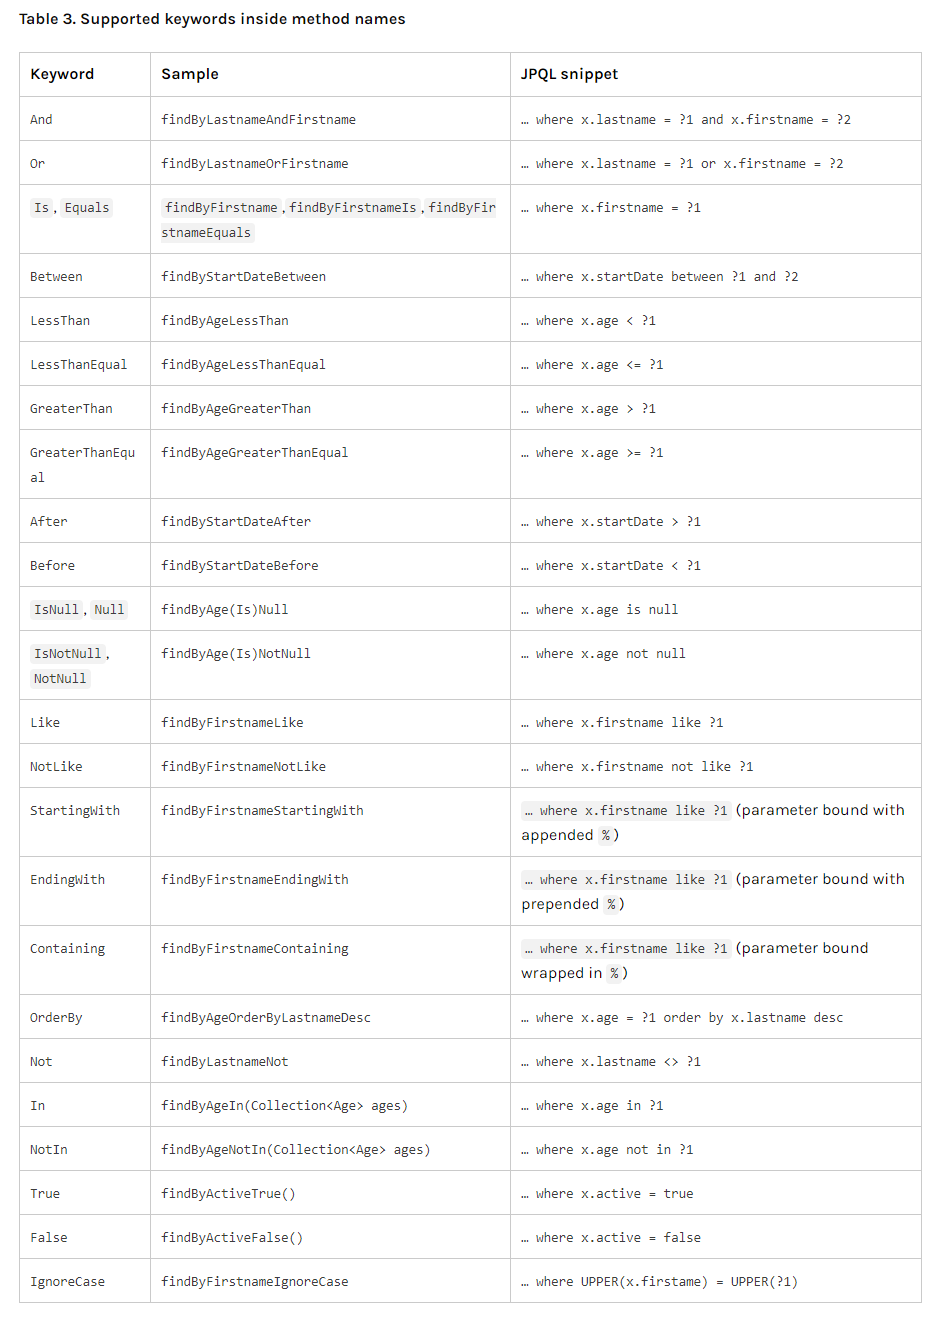 Table 3. Supported keywords inside method names
Keyword Sample JPQL snippet
And findByLastnameAndFirstname … where x.lastname = ?1 and x.firstname = ?2
Or findByLastnameOrFirstname … where x.lastname = ?1 or x.firstname = ?2
Is, Equals findByFirstname,findByFirstnameIs,findByFir … where x.firstname = ?1
stnameEquals
Between findByStartDateBetween … where x.startDate between ?1 and ?2
LessThan findByAgeLessThan … where x.age < ?1
LessThanEqual findByAgeLessThanEqual … where x.age <= ?1
GreaterThan findByAgeGreaterThan … where x.age > ?1
GreaterThanEqu findByAgeGreaterThanEqual … where x.age >= ?1
al
After findByStartDateAfter … where x.startDate > ?1
Before findByStartDateBefore … where x.startDate < ?1
IsNull, Null findByAge(Is)Null … where x.age is null
IsNotNull, findByAge(Is)NotNull … where x.age not null
NotNull
Like findByFirstnameLike … where x.firstname like ?1
NotLike findByFirstnameNotLike … where x.firstname not like ?1
StartingWith findByFirstnameStartingWith … where x.firstname like ?1 (parameter bound with
appended %)
EndingWith findByFirstnameEndingWith … where x.firstname like ?1 (parameter bound with
prepended %)
Containing findByFirstnameContaining … where x.firstname like ?1 (parameter bound
wrapped in %)
OrderBy findByAgeOrderByLastnameDesc … where x.age = ?1 order by x.lastname desc
Not findByLastnameNot … where x.lastname <> ?1
In findByAgeIn(Collection<Age> ages) … where x.age in ?1
NotIn findByAgeNotIn(Collection<Age> ages) … where x.age not in ?1
True findByActiveTrue() … where x.active = true
False findByActiveFalse() … where x.active = false
IgnoreCase findByFirstnameIgnoreCase … where UPPER(x.firstame) = UPPER(?1)